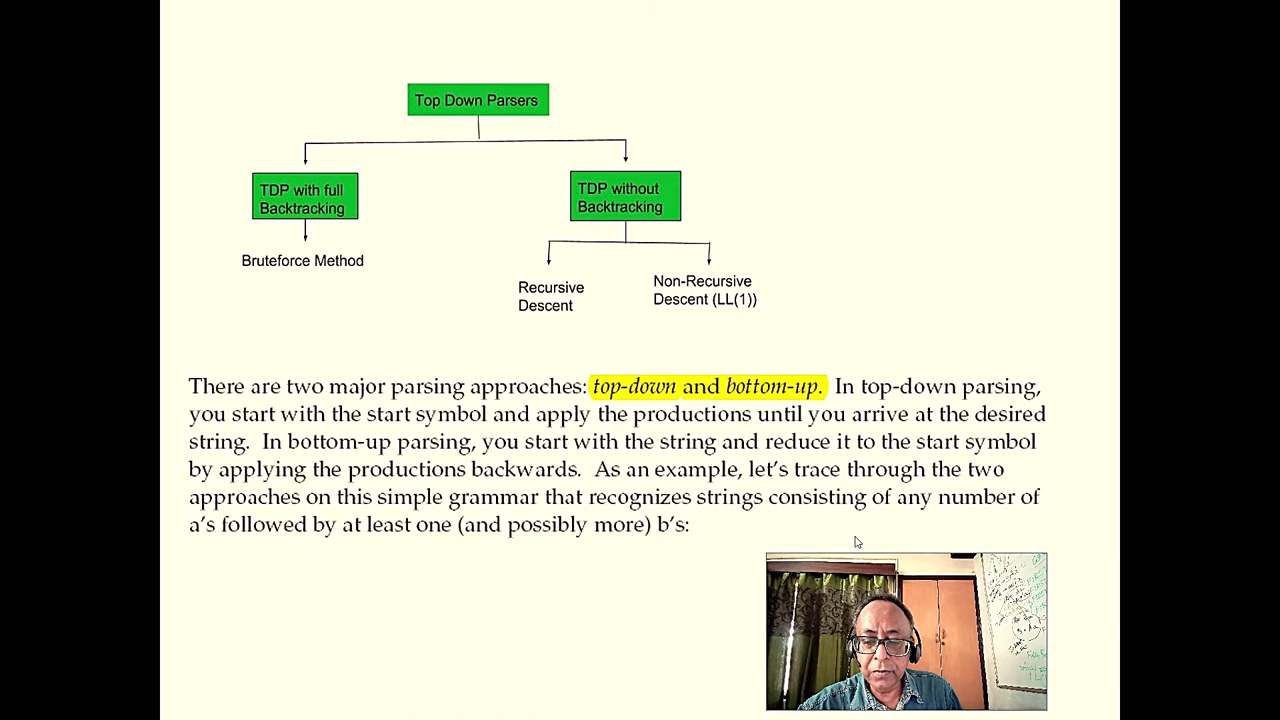 Top Down Parsers
TDP with full
Backtracking
TDP without
Backtracking
Bruteforce Method
Recursive
Descent
Non-Recursive
Descent (LL(1))
There are two major parsing approaches: top-down and bottom-up. In top-down parsing,
you start with the start symbol and apply the productions until you arrive at the desired
string. In bottom-up parsing, you start with the string and reduce it to the start symbol
by applying the productions backwards. As an example, let's trace through the two
approaches on this simple grammar that recognizes strings consisting of any number of
a's followed by at least one (and possibly more) b's: